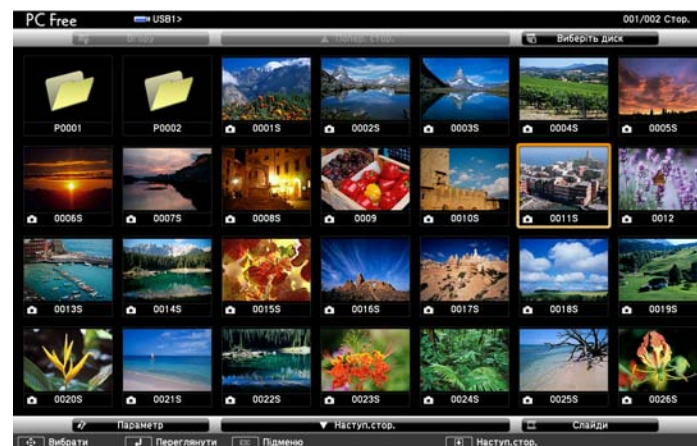 PC Free USB1> 001/002 Стор.
Вгору ▲ Попер. стор. Виберіть диск
P0001 P0002 0001S 0002S 0003S 0004S 0005S
0006S 0007S 0008S 0009 0010S 0011S 0012
0013S 0014S 0015S 0016S 0017S 0018S 0019S
0020S 0021S 0022S 0023S 0024S 0025S 0026S
Параметр ▼ Наступ.стор. Слайди
Вибрати Переглянути Esc Підменю Наступ.стор.